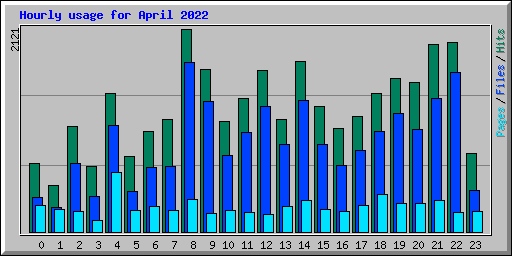 Hourly usage for April 2022
2121
Pages / Files / Hits
0 1 2 3 4 5 6 7 8 9 10 11 12 13 14 15 16 17 18 19 20 21 22 23